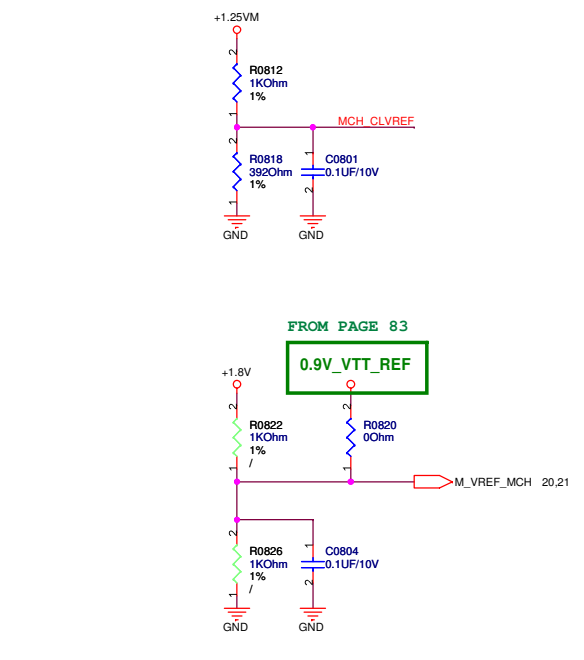 +1.25VM
2
R0812
1KOhm
1%
1
MCH_CLVREF
2
R0818
392Ohm
1%
1
1
C0801
0.1UF/10V
2
GND
GND
FROM PAGE 83
0.9V_VTT_REF
+1.8V
2
R0822
1KOhm
1%
/
1
2
R0820
0Ohm
1
M_VREF_MCH 20,21
2
R0826
1KOhm
1%
/
1
1
C0804
0.1UF/10V
2
GND
GND